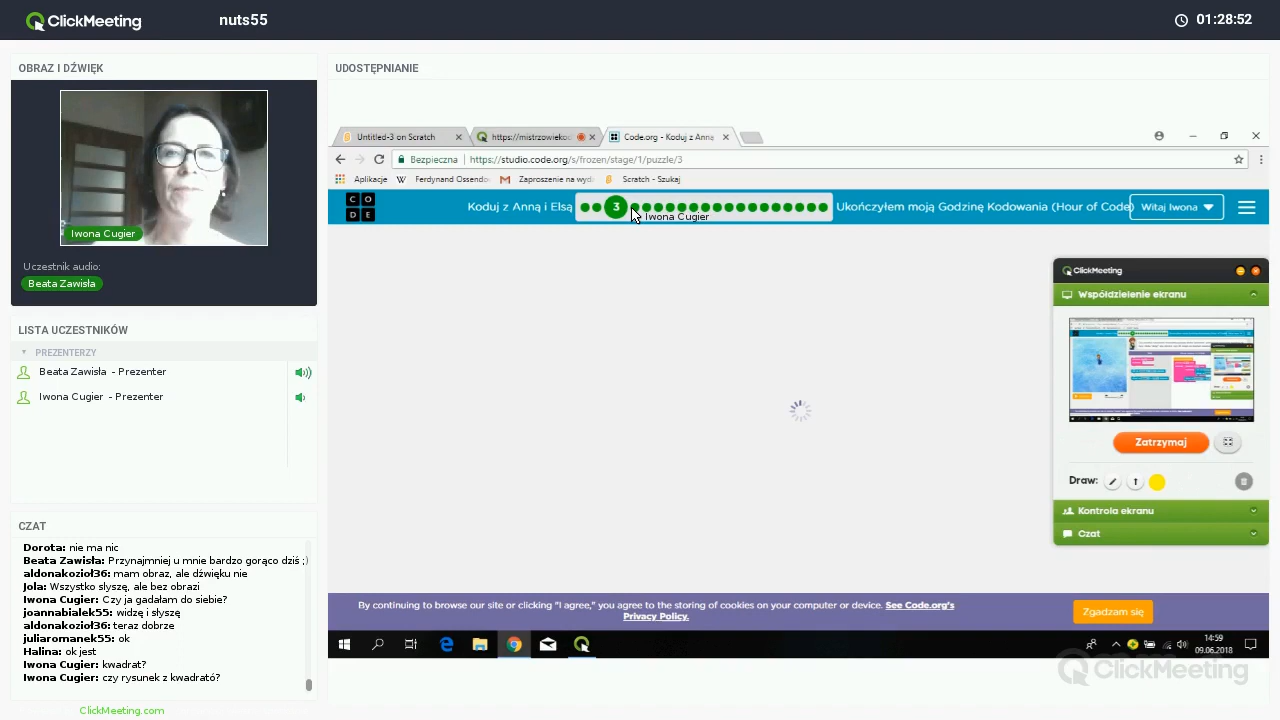 ClickMeeting
nuts55
01:28:52
OBRAZ I DŹWIĘK
UDOSTĘPNIANIE
Iwona Cugier
Uczestnik audio:
Beata Zawisła
LISTA UCZESTNIKÓW
PREZENTERZY
Beata Zawisła - Prezenter
Iwona Cugier - Prezenter
CZAT
Dorota: nie ma nic
Beata Zawisła: Przynajmniej u mnie bardzo gorąco dziś ;)
aldonakozioł36: mam obraz, ale dźwięku nie
Jola: Wszystko slyszę, ale bez obrazi
Iwona Cugier: Czy ja gadałam do siebie?
joannabialek55: widzę i słyszę
aldonakozioł36: teraz dobrze
juliaromanek55: ok
Halina: ok jest
Iwona Cugier: kwadrat?
Iwona Cugier: czy rysunek z kwadrató?
ClickMeeting.com
Untitled-3 on Scratch
https://mistrzowiekoc
Code.org - Koduj z Anną
Bezpieczna
https://studio.code.org/s/frozen/stage/1/puzzle/3
Aplikacje
Ferdynand Ossendo
Zaproszenie na wyd
Scratch - Szukaj
CODE
Koduj z Anną i Elsą
3
Iwona Cugier
Ukończyłem moją Godzinę Kodowania (Hour of Code)
Witaj Iwona
ClickMeeting
Współdzielenie ekranu
Zatrzymaj
Draw:
Kontrola ekranu
Czat
By continuing to browse our site or clicking "I agree," you agree to the storing of cookies on your computer or device. See Code.org's
Privacy Policy.
Zgadzam się
14:59
09.06.2018
ClickMeeting